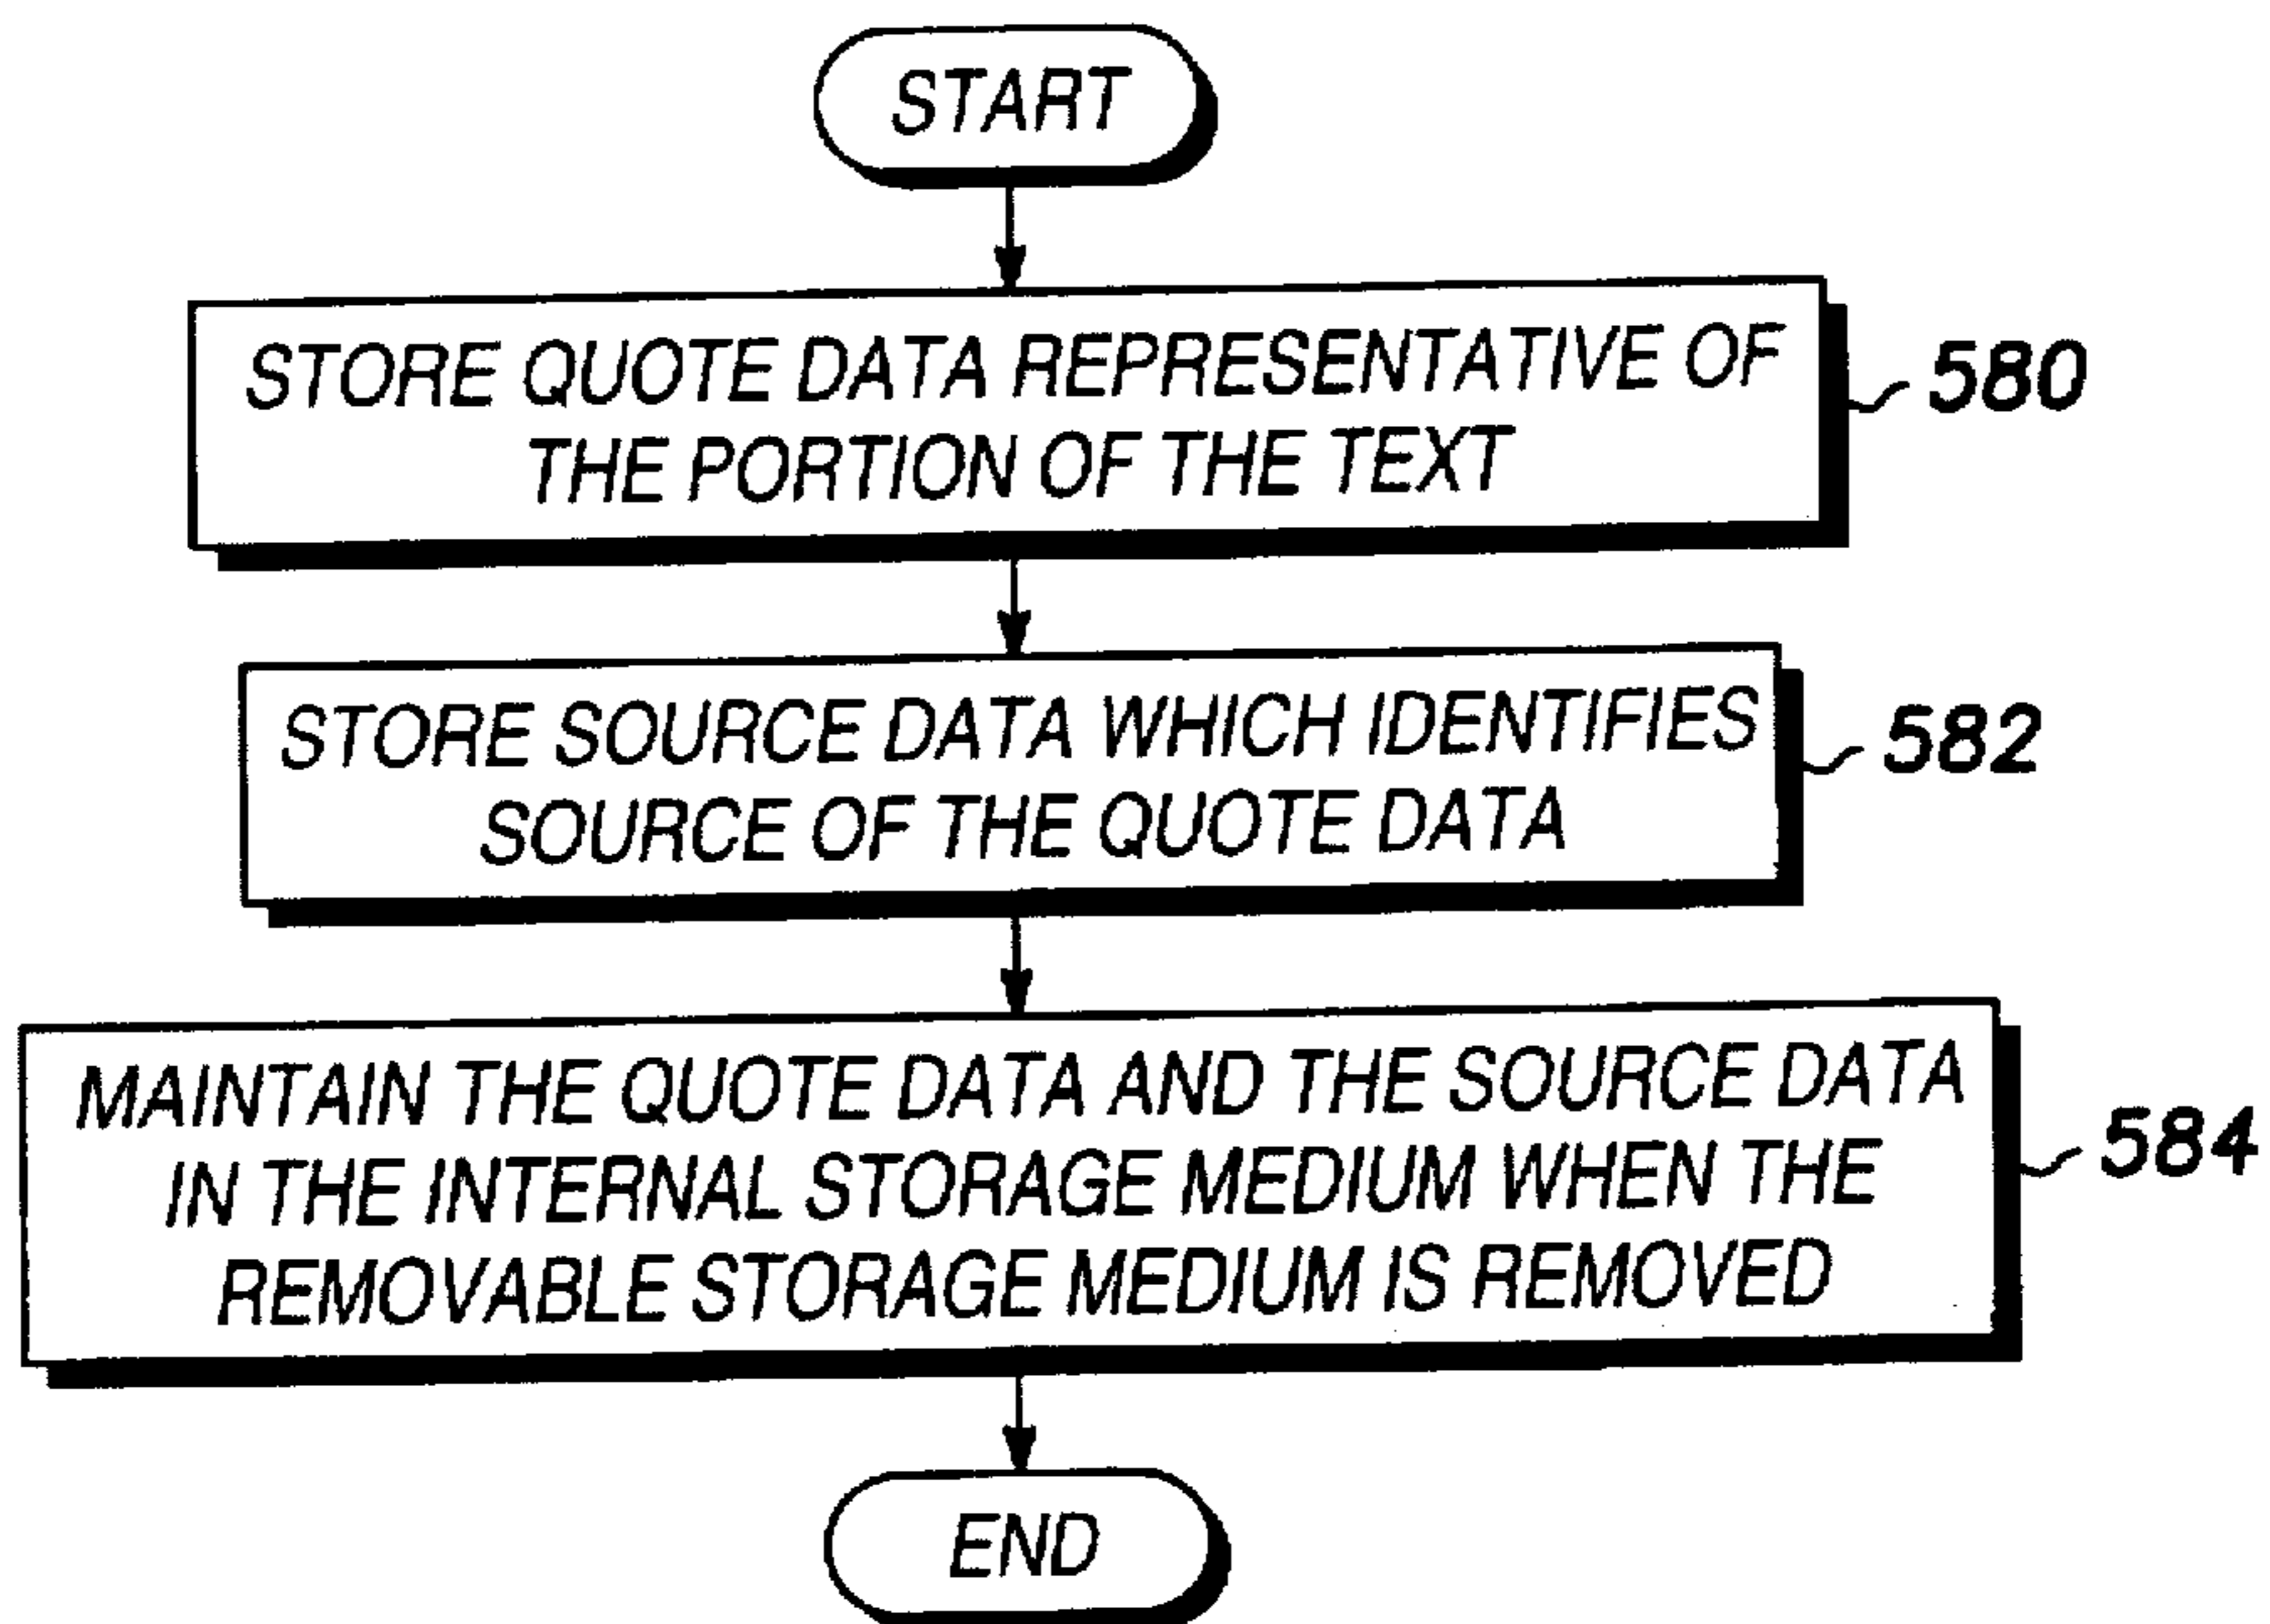 START
STORE QUOTE DATA REPRESENTATIVE OF
THE PORTION OF THE TEXT
580
STORE SOURCE DATA WHICH IDENTIFIES
SOURCE OF THE QUOTE DATA
582
MAINTAIN THE QUOTE DATA AND THE SOURCE DATA
IN THE INTERNAL STORAGE MEDIUM WHEN THE
REMOVABLE STORAGE MEDIUM IS REMOVED
584
END